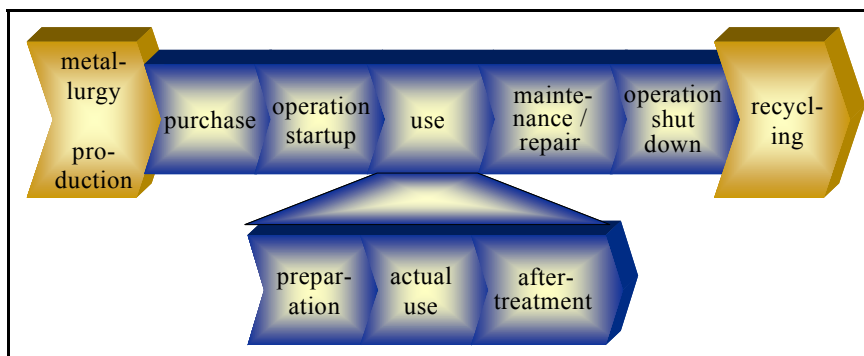 metal-
lurgy
pro-
duction
purchase
operation
startup
use
mainte-
nance /
repair
operation
shut
down
recycl-
ing
prepar-
ation
actual
use
after-
treatment